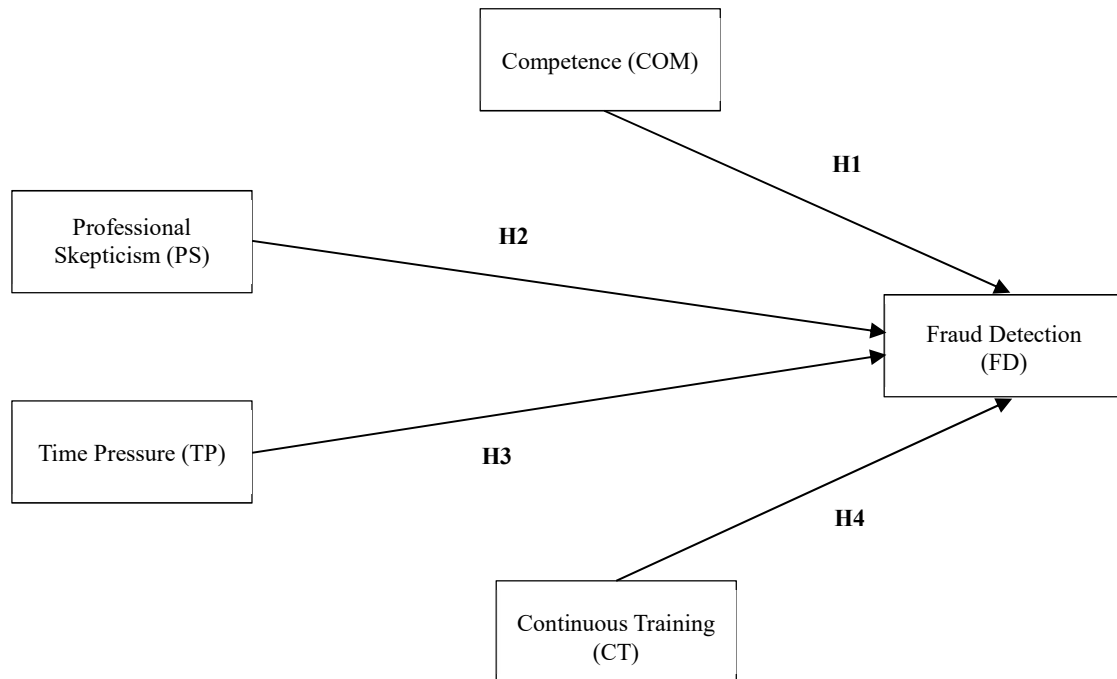 Competence (COM)
H1
Professional
Skepticism (PS)
H2
Fraud Detection
(FD)
Time Pressure (TP)
H3
H4
Continuous Training
(CT)